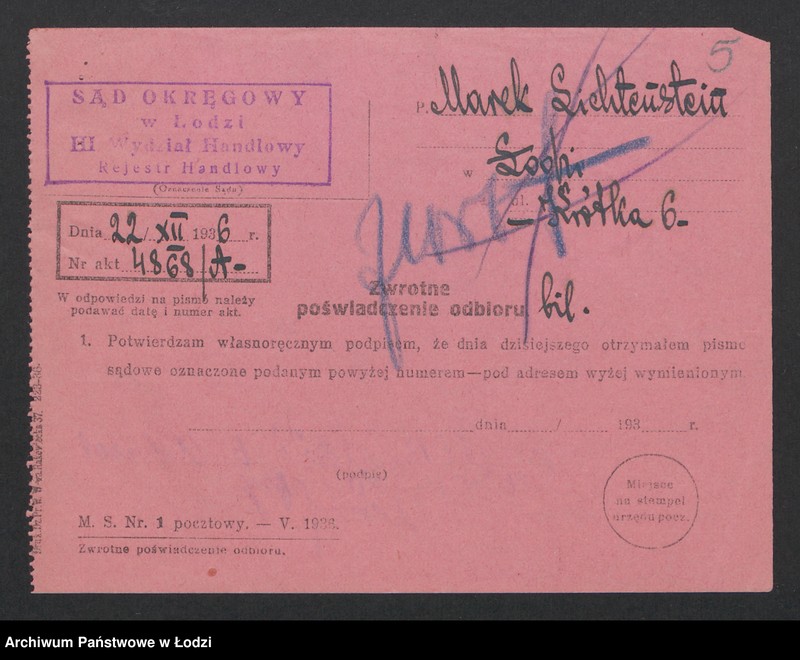 5
SĄD OKRĘGOWY
w Łodzi
III Wydział Handlowy
Rejestr Handlowy
(Oznaczenie Sądu)
P. Marek Lichtenstein
w Łodzi
ul. Krótka 6
Dnia 22/XII 1936 r.
Nr akt 4868/A
W odpowiedzi na pismo należy
podawać datę i numer akt.
Zwrotne
poświadczenie odbioru bil.
1. Potwierdzam własnoręcznym podpisem, że dnia dzisiejszego otrzymałem pismo
sądowe oznaczone podanym powyżej numerem—pod adresem wyżej wymienionym
dnia / 193 r.
(podpis)
Miejsce
na stempel
urzędu pocz.
M. S. Nr. 1 pocztowy. — V. 1936.
Zwrotne poświadczenie odbioru.
Archiwum Państwowe w Łodzi